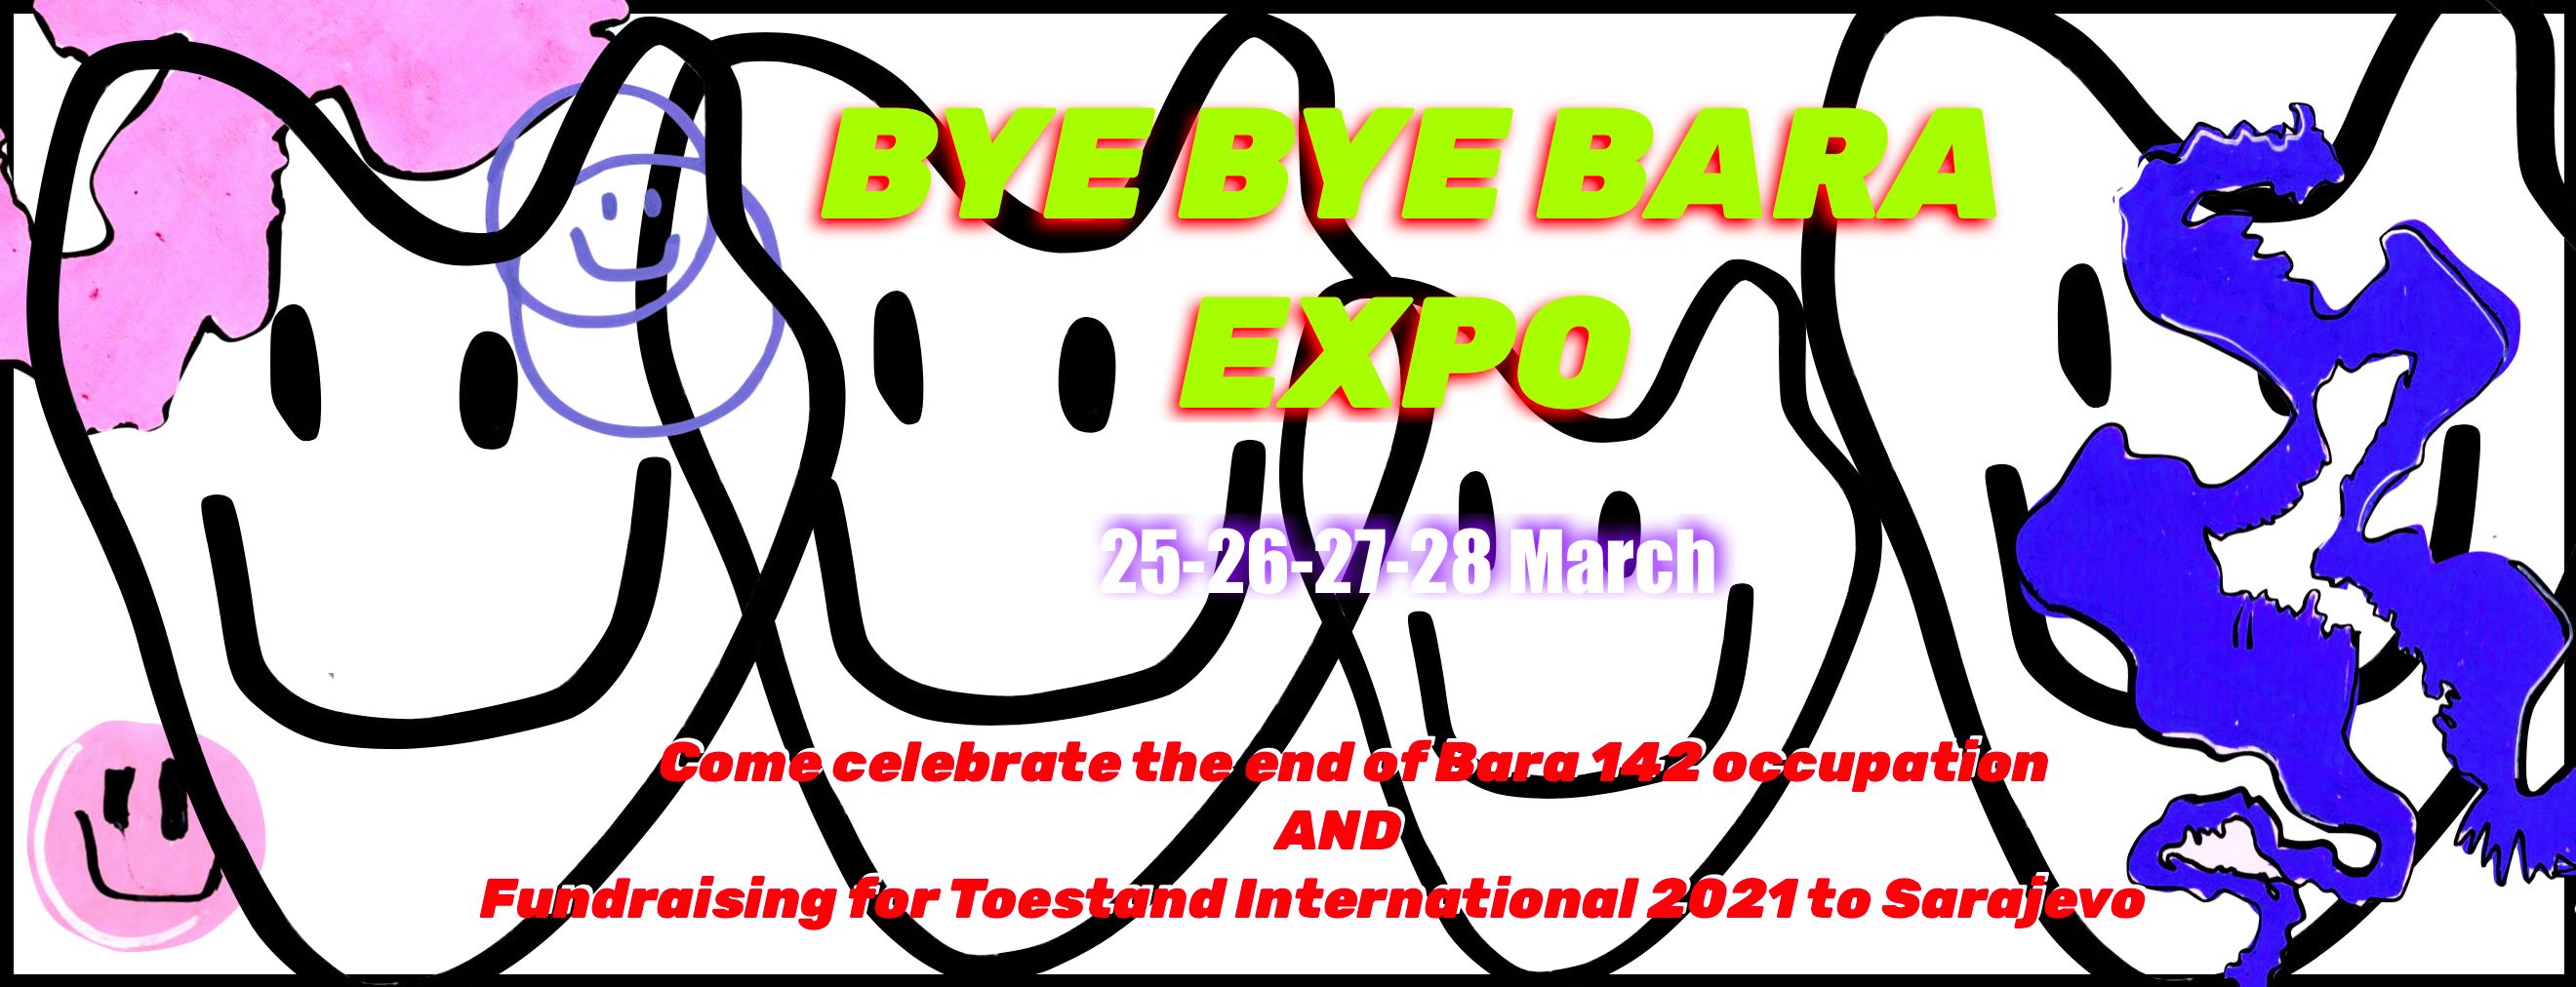 BYE BYE BARA
EXPO
25-26-27-28 March
Come celebrate the end of Bara 142 occupation
AND
Fundraising for Toestand International 2021 to Sarajevo